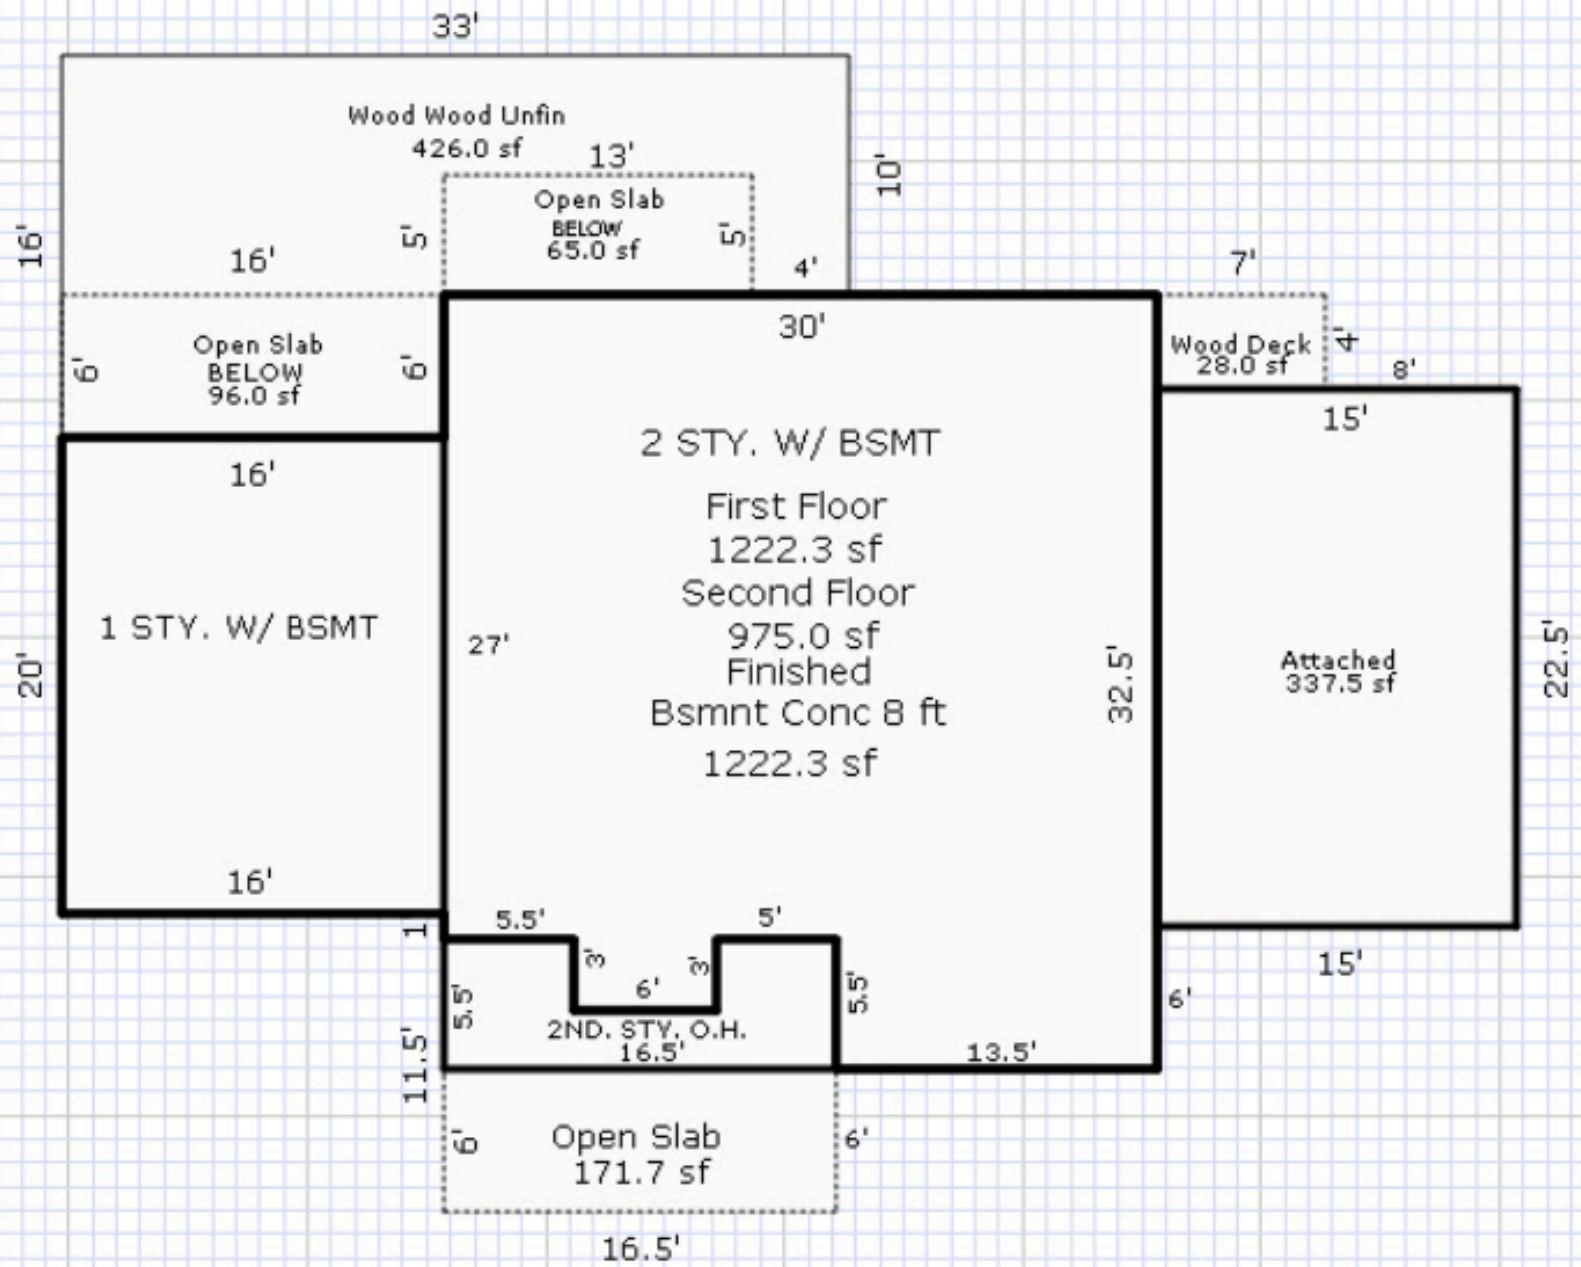 33'
Wood Wood Unfin
426.0 sf
13'
10'
16'
Open Slab
BELOW
65.0 sf
5'
5'
16'
4'
7'
30'
Open Slab
BELOW
96.0 sf
6'
6'
Wood Deck
28.0 sf
4'
8'
15'
16'
2 STY. W/ BSMT
First Floor
1222.3 sf
Second Floor
975.0 sf
Finished
Bsmnt Conc 8 ft
1222.3 sf
1 STY. W/ BSMT
20'
27'
32.5'
Attached
337.5 sf
22.5'
16'
1
5.5'
5'
3'
3'
6'
5.5'
5.5'
2ND. STY. O.H.
16.5'
13.5'
15'
6'
11.5'
6'
Open Slab
171.7 sf
6'
16.5'